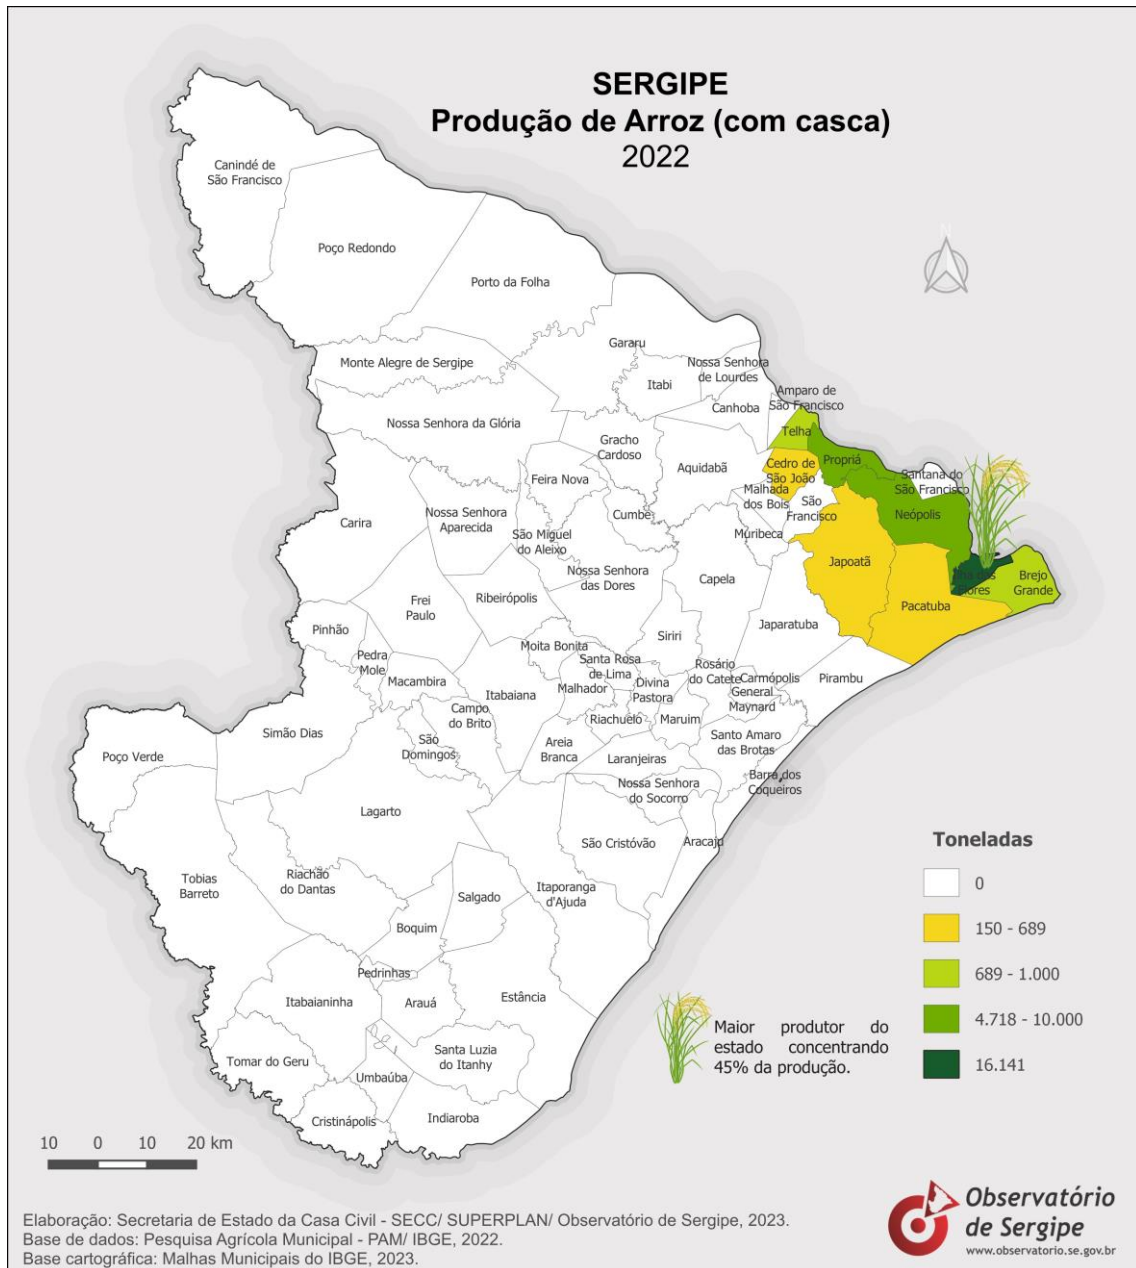 SERGIPE
Produção de Arroz (com casca)
2022
Canindé de
São Francisco
Poço Redondo
Porto da Folha
N
Gararu
Monte Alegre de Sergipe
Nossa Senhora
de Lourdes
Itabi
Amparo de
São Francisco
Canhoba
Nossa Senhora da Glória
Telha
Gracho
Cardoso
Propriá
Aquidabã
Cedro de
São João
Feira Nova
Santana do
São Francisco
Malhada
dos Bois
São
Francisco
Neópolis
Nossa Senhora
Aparecida
Cumbe
Carira
São Miguel
do Aleixo
Muribeca
Japoatã
Nossa Senhora
das Dores
Capela
Ilha das
Flores
Brejo
Grande
Ribeirópolis
Frei
Paulo
Pacatuba
Japaratuba
Pinhão
Siriri
Moita Bonita
Pedra
Mole
Santa Rosa
de Lima
Rosário
do Catete
Macambira
Carmópolis
Pirambu
Malhador
Divina
Pastora
General
Maynard
Itabaiana
Campo
do Brito
Riachuelo
Maruim
Simão Dias
São
Domingos
Areia
Branca
Santo Amaro
das Brotas
Poço Verde
Laranjeiras
Barra dos
Coqueiros
Nossa Senhora
do Socorro
Lagarto
São Cristóvão
Aracaju
Toneladas
0
150 - 689
689 - 1.000
4.718 - 10.000
16.141
Tobias
Barreto
Riachão
do Dantas
Itaporanga
d'Ajuda
Salgado
Boquim
Pedrinhas
Itabaianinha
Arauá
Estância
Maior produtor do
estado concentrando
45% da produção.
Santa Luzia
do Itanhy
Tomar do Geru
Umbaúba
Cristinápolis
Indiaroba
10 0 10 20 km
Elaboração: Secretaria de Estado da Casa Civil - SECC/ SUPERPLAN/ Observatório de Sergipe, 2023.
Base de dados: Pesquisa Agrícola Municipal - PAM/ IBGE, 2022.
Base cartográfica: Malhas Municipais do IBGE, 2023.
Observatório
de Sergipe
www.observatorio.se.gov.br